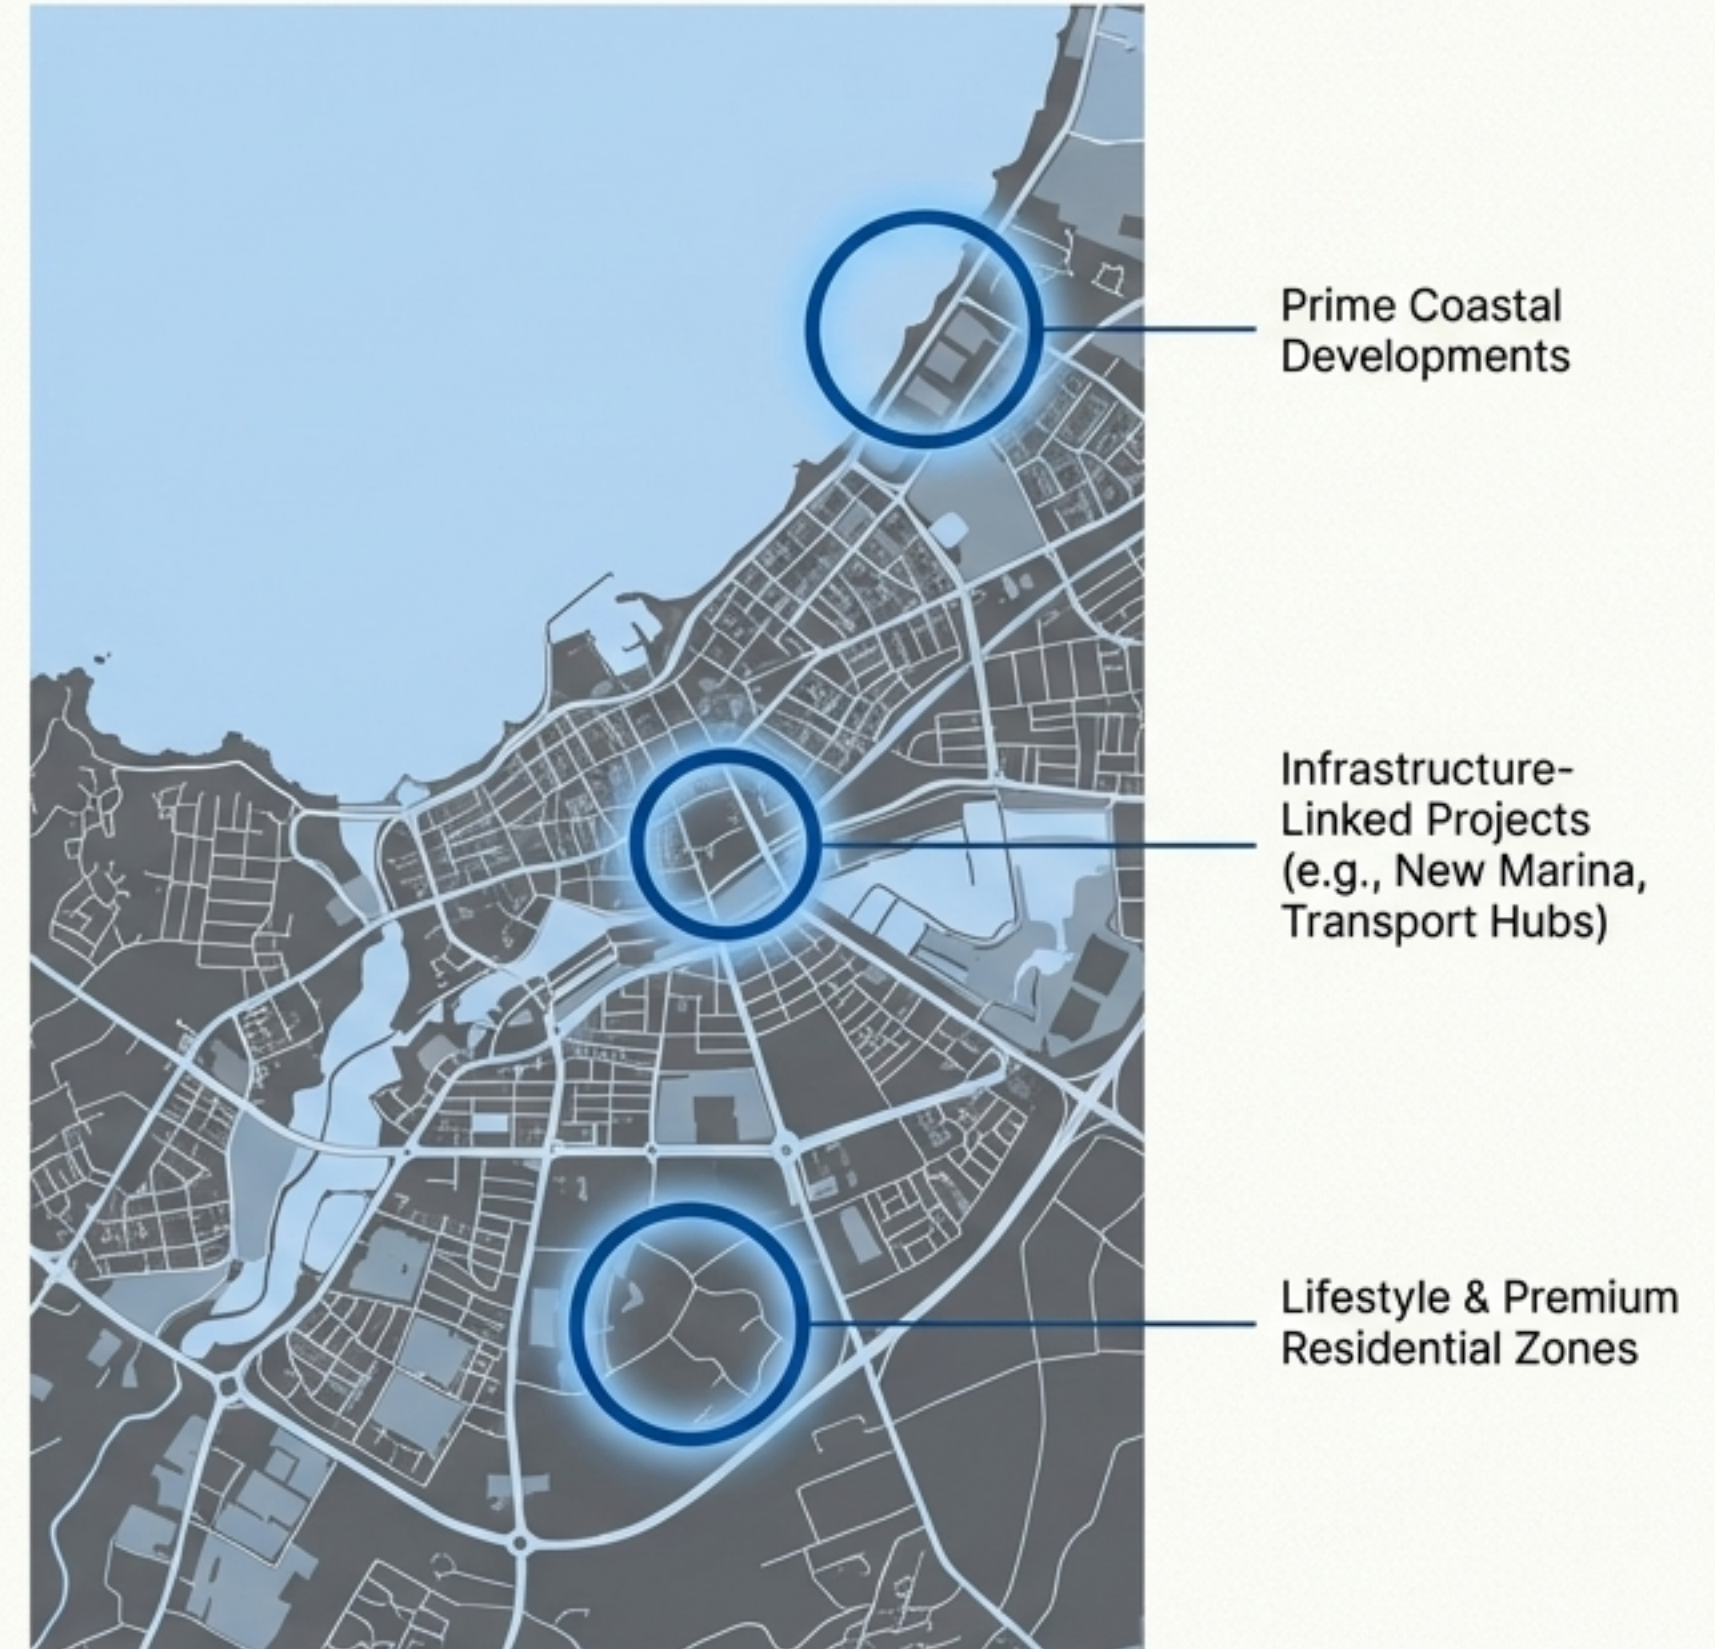 Prime Coastal
Developments
Infrastructure-
Linked Projects
(e.g., New Marina,
Transport Hubs)
Lifestyle & Premium
Residential Zones